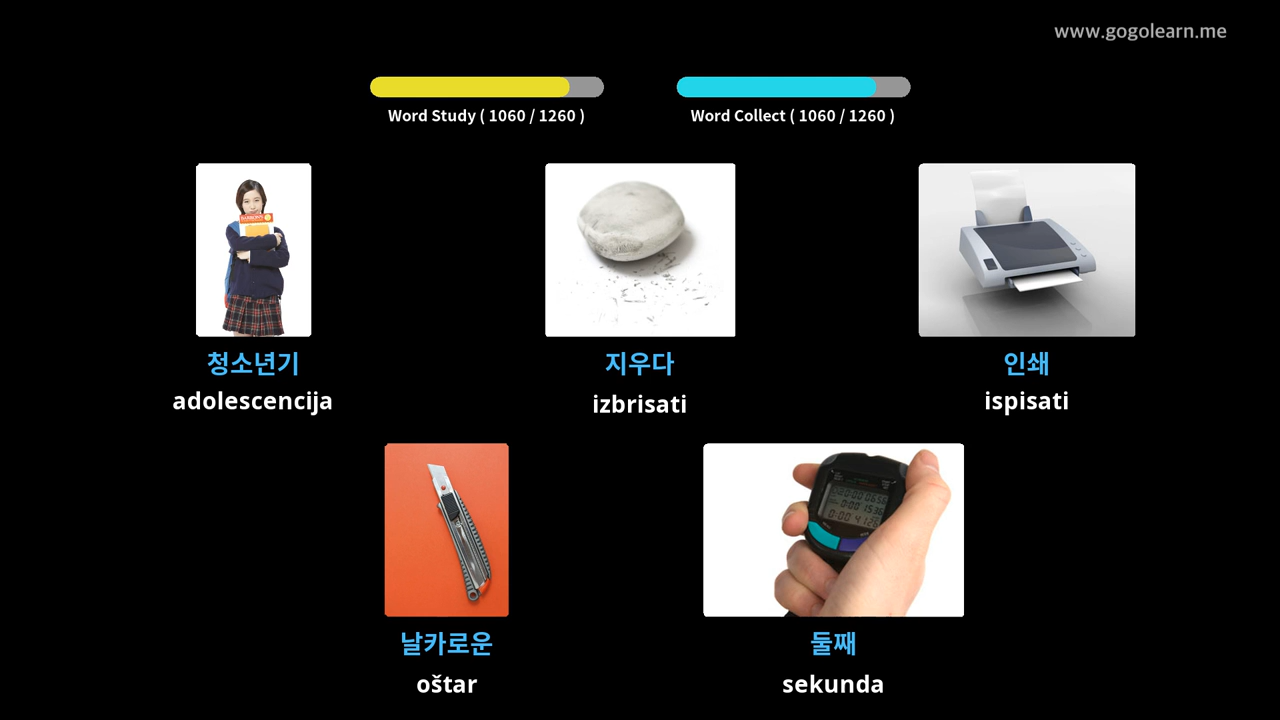 www.gogolearn.me
Word Study ( 1060 / 1260 )
Word Collect ( 1060 / 1260 )
청소년기
adolescencija
지우다
izbrisati
인쇄
ispisati
날카로운
oštar
둘째
sekunda